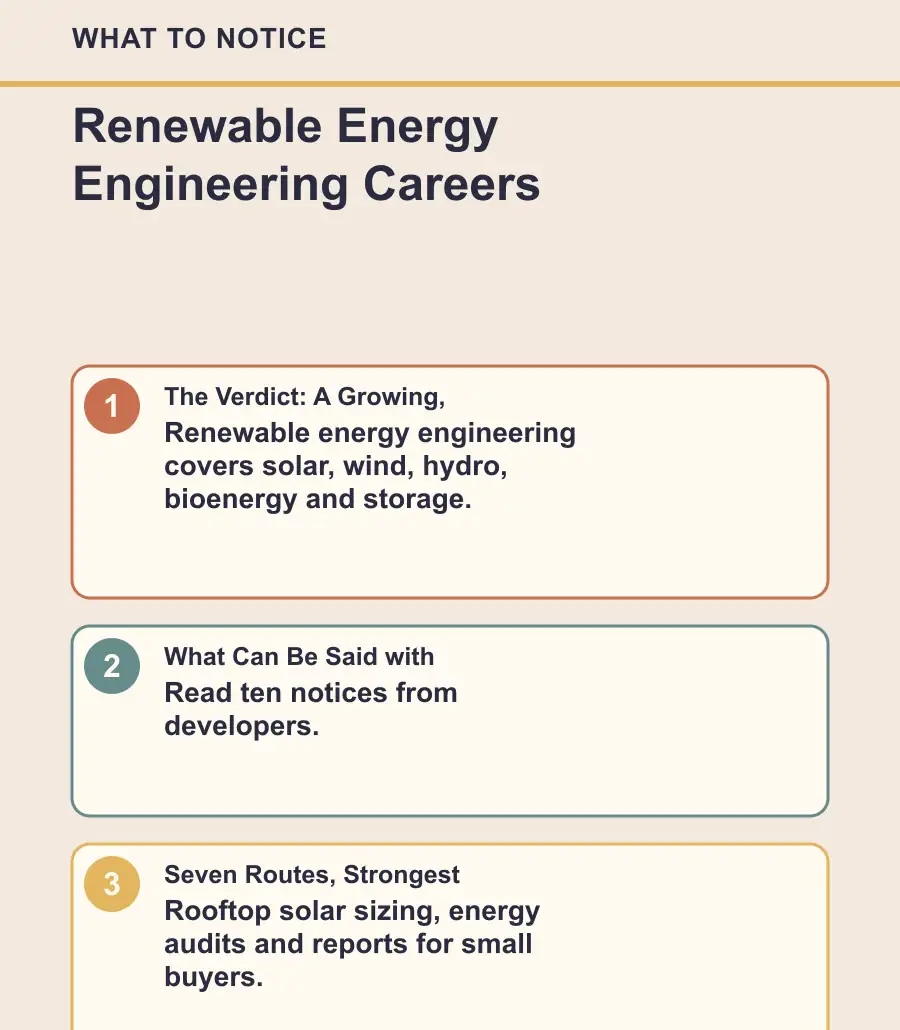 WHAT TO NOTICE
Renewable Energy
Engineering Careers
1
The Verdict: A Growing,
Renewable energy engineering
covers solar, wind, hydro,
bioenergy and storage.
2
What Can Be Said with
Read ten notices from
developers.
3
Seven Routes, Strongest
Rooftop solar sizing, energy
audits and reports for small
buyers.